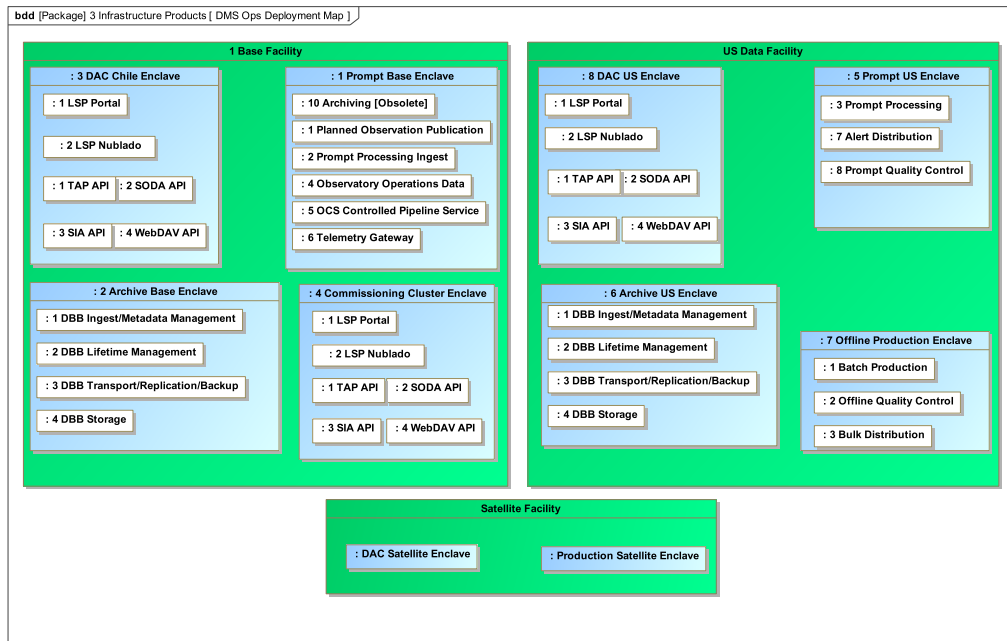 bdd [Package] 3 Infrastructure Products [ DMS Ops Deployment Map ]
1 Base Facility
: 3 DAC Chile Enclave
: 1 LSP Portal
: 2 LSP Nublado
: 1 TAP API
: 2 SODA API
: 3 SIA API
: 4 WebDAV API
: 1 Prompt Base Enclave
: 10 Archiving [Obsolete]
: 1 Planned Observation Publication
: 2 Prompt Processing Ingest
: 4 Observatory Operations Data
: 5 OCS Controlled Pipeline Service
: 6 Telemetry Gateway
: 2 Archive Base Enclave
: 1 DBB Ingest/Metadata Management
: 2 DBB Lifetime Management
: 3 DBB Transport/Replication/Backup
: 4 DBB Storage
: 4 Commissioning Cluster Enclave
: 1 LSP Portal
: 2 LSP Nublado
: 1 TAP API
: 2 SODA API
: 3 SIA API
: 4 WebDAV API
US Data Facility
: 8 DAC US Enclave
: 1 LSP Portal
: 2 LSP Nublado
: 1 TAP API
: 2 SODA API
: 3 SIA API
: 4 WebDAV API
: 5 Prompt US Enclave
: 3 Prompt Processing
: 7 Alert Distribution
: 8 Prompt Quality Control
: 6 Archive US Enclave
: 1 DBB Ingest/Metadata Management
: 2 DBB Lifetime Management
: 3 DBB Transport/Replication/Backup
: 4 DBB Storage
: 7 Offline Production Enclave
: 1 Batch Production
: 2 Offline Quality Control
: 3 Bulk Distribution
Satellite Facility
: DAC Satellite Enclave
: Production Satellite Enclave